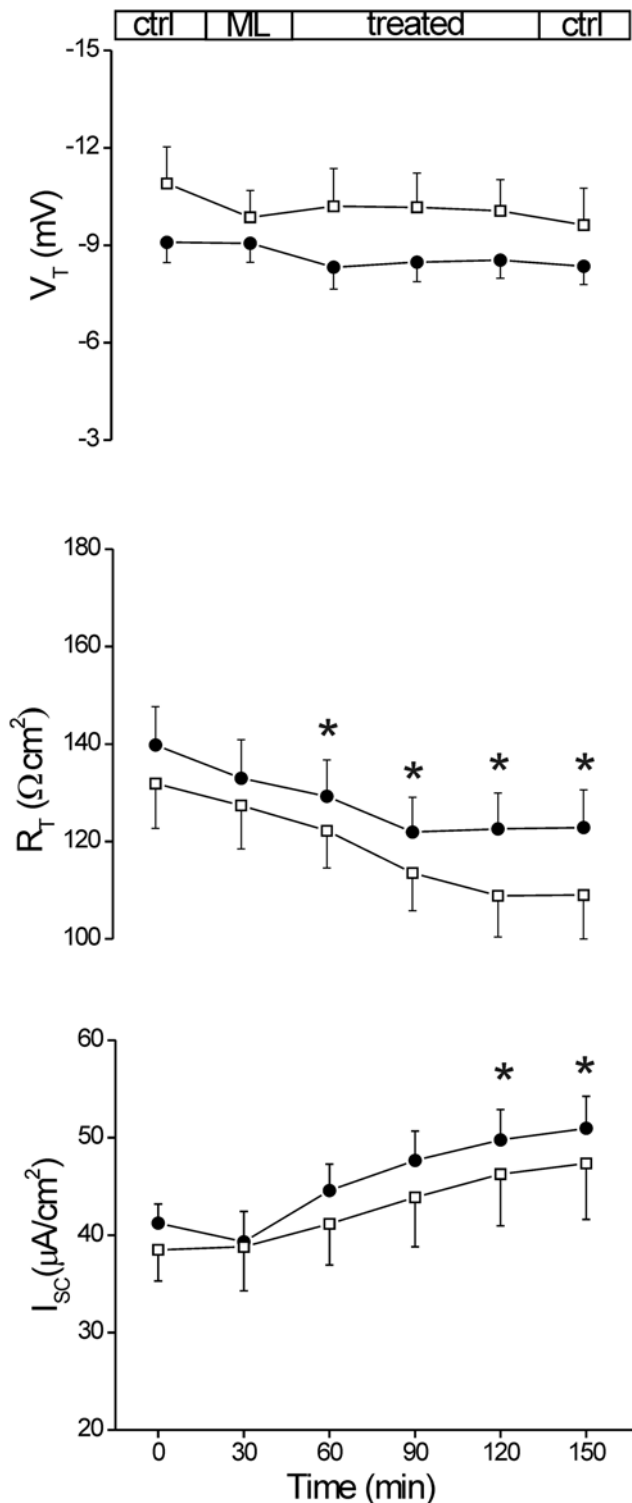 ctrl ML treated ctrl
-15
-12
-9
-6
-3
V_T (mV)
180
160
140
120
100
R_T (Ωcm²)
* * * *
60
50
40
30
20
I_SC(µA/cm²)
* *
0 30 60 90 120 150
Time (min)